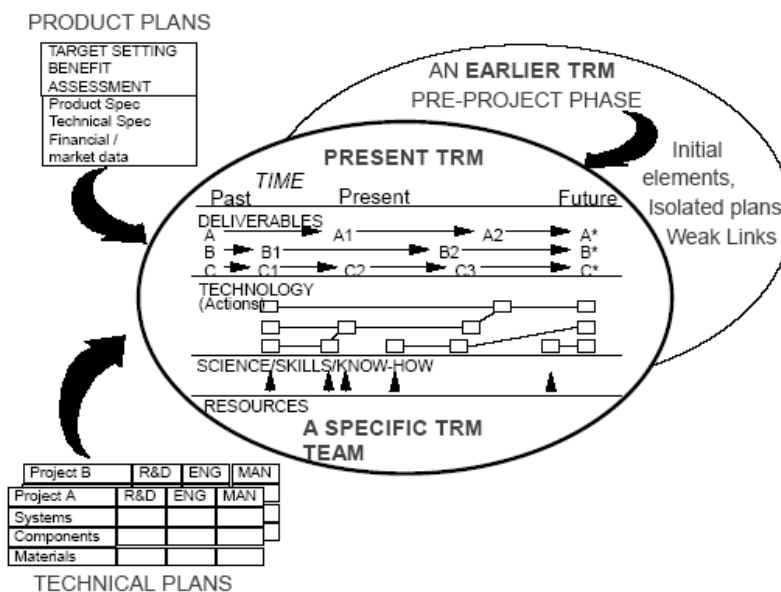 PRODUCT PLANS
TARGET SETTING
BENEFIT
ASSESSMENT
Product Spec
Technical Spec
Financial /
market data
AN EARLIER TRM
PRE-PROJECT PHASE
Initial
elements,
Isolated plans
Weak Links
PRESENT TRM
TIME
Past Present Future
DELIVERABLES
A A1 A2 A*
B B1 B2 B*
C C1 C2 C3 C*
TECHNOLOGY
(Actions)
SCIENCE/SKILLS/KNOW-HOW
RESOURCES
A SPECIFIC TRM
TEAM
Project B R&D ENG MAN
Project A R&D ENG MAN
Systems
Components
Materials
TECHNICAL PLANS